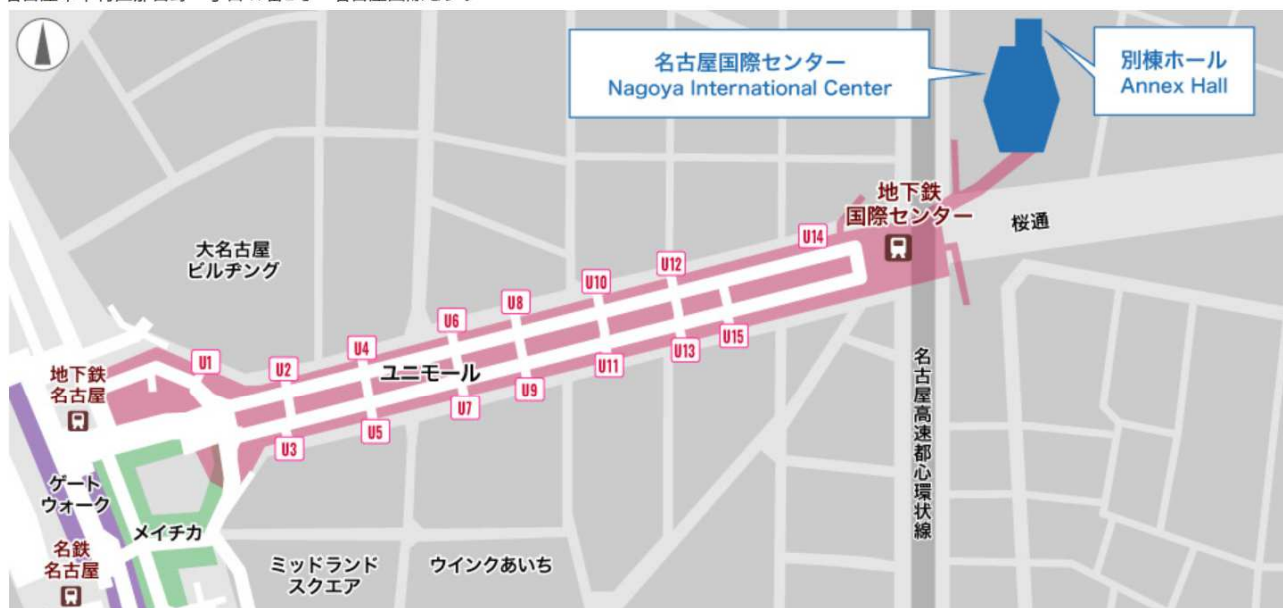 名古屋国際センター
Nagoya International Center
別棟ホール
Annex Hall
地下鉄
国際センター
桜通
大名古屋
ビルヂング
U14
U12
U10
U8
U6
U4
U2
U1
ユニモール
U15
U13
U11
U9
U7
U5
U3
地下鉄
名古屋
名古屋高速都心環状線
ゲート
ウォーク
メイチカ
名鉄
名古屋
ミッドランド
スクエア
ウインクあいち